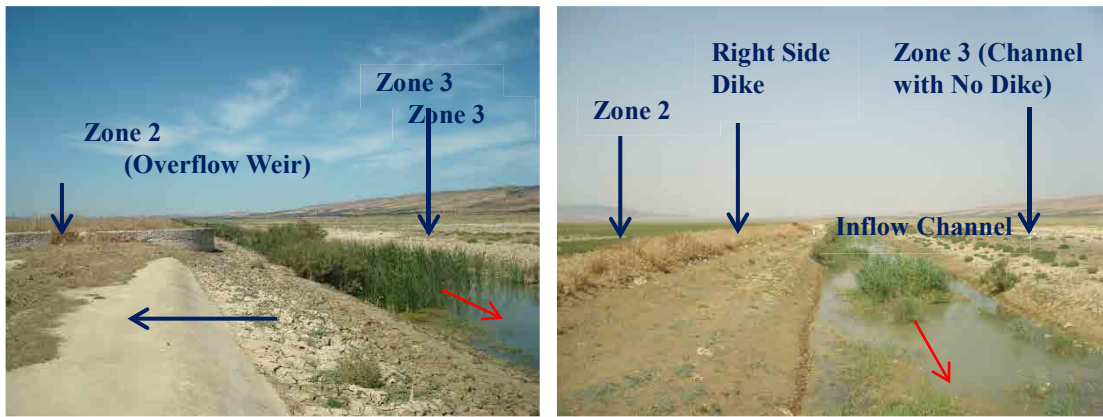 Zone 3
Zone 3
Zone 2
(Overflow Weir)
Right Side
Dike
Zone 3 (Channel
with No Dike)
Zone 2
Inflow Channel